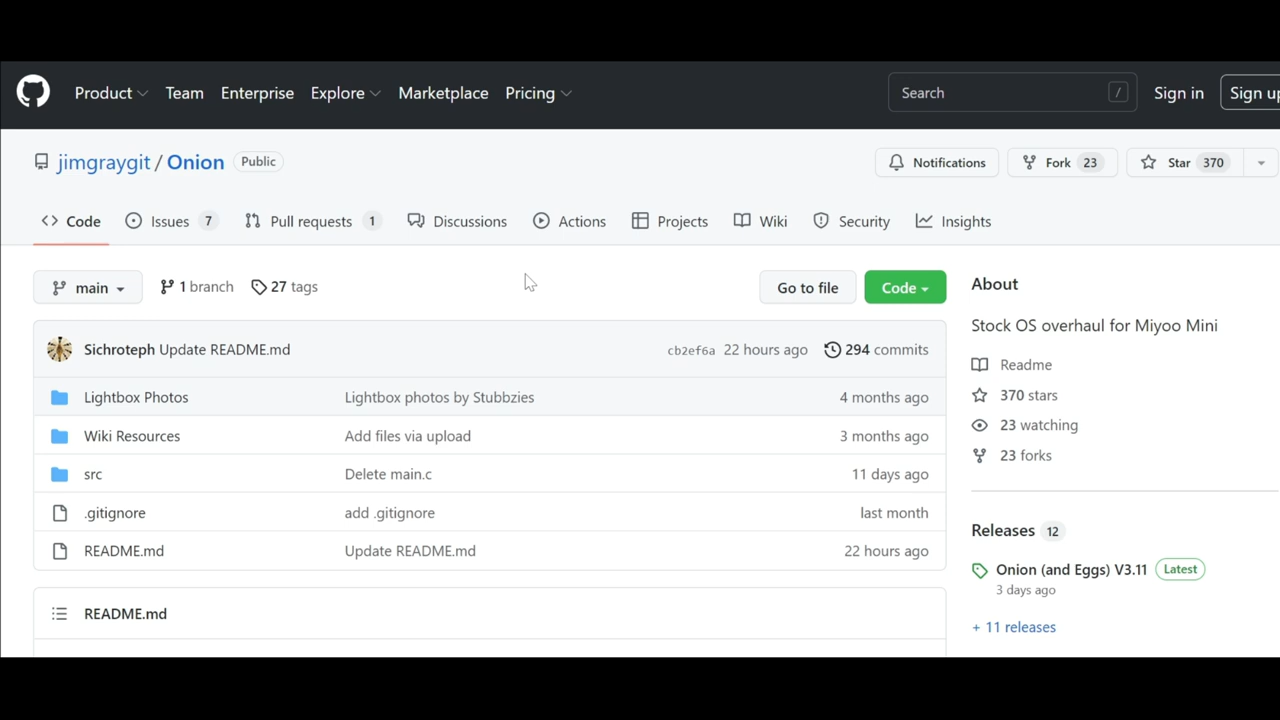 Product Team Enterprise Explore Marketplace Pricing Search / Sign in Sign up
jimgraygit / Onion Public Notifications Fork 23 Star 370
Code Issues 7 Pull requests 1 Discussions Actions Projects Wiki Security Insights
main 1 branch 27 tags Go to file Code
Sichroteph Update README.md cb2ef6a 22 hours ago 294 commits
Lightbox Photos Lightbox photos by Stubbzies 4 months ago
Wiki Resources Add files via upload 3 months ago
src Delete main.c 11 days ago
.gitignore add .gitignore last month
README.md Update README.md 22 hours ago
README.md
About
Stock OS overhaul for Miyoo Mini
Readme
370 stars
23 watching
23 forks
Releases 12
Onion (and Eggs) V3.11 Latest
3 days ago
+ 11 releases